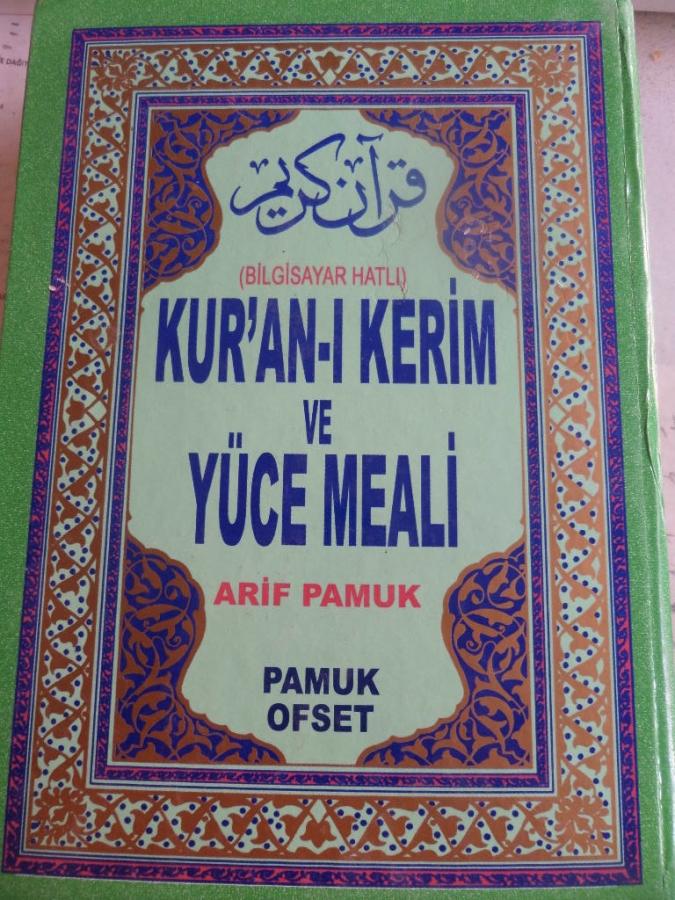 قرآن كريم
(BİLGİSAYAR HATLI)
KUR'AN-I KERİM
VE
YÜCE MEALİ
ARİF PAMUK
PAMUK
OFSET